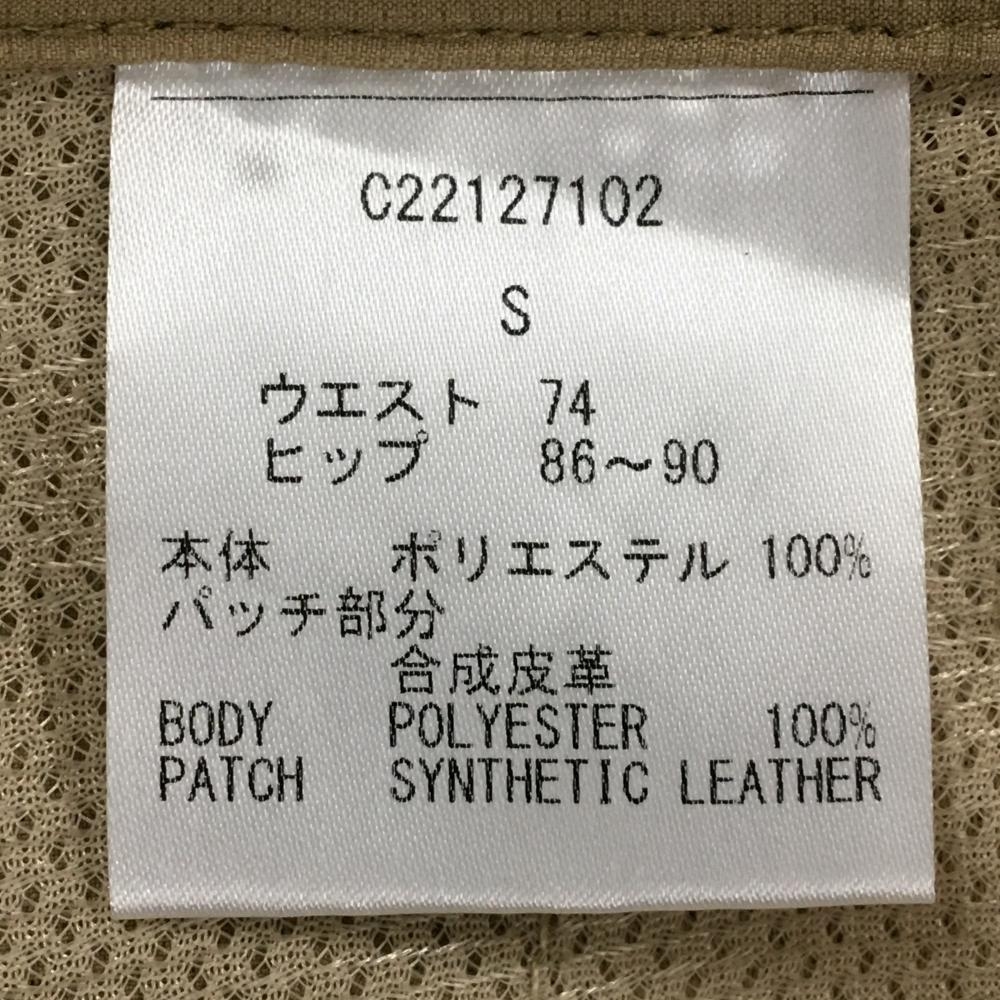 C22127102
S
ウエスト 74
ヒップ 86～90
本体 ポリエステル 100%
パッチ部分
合成皮革
BODY POLYESTER 100%
PATCH SYNTHETIC LEATHER